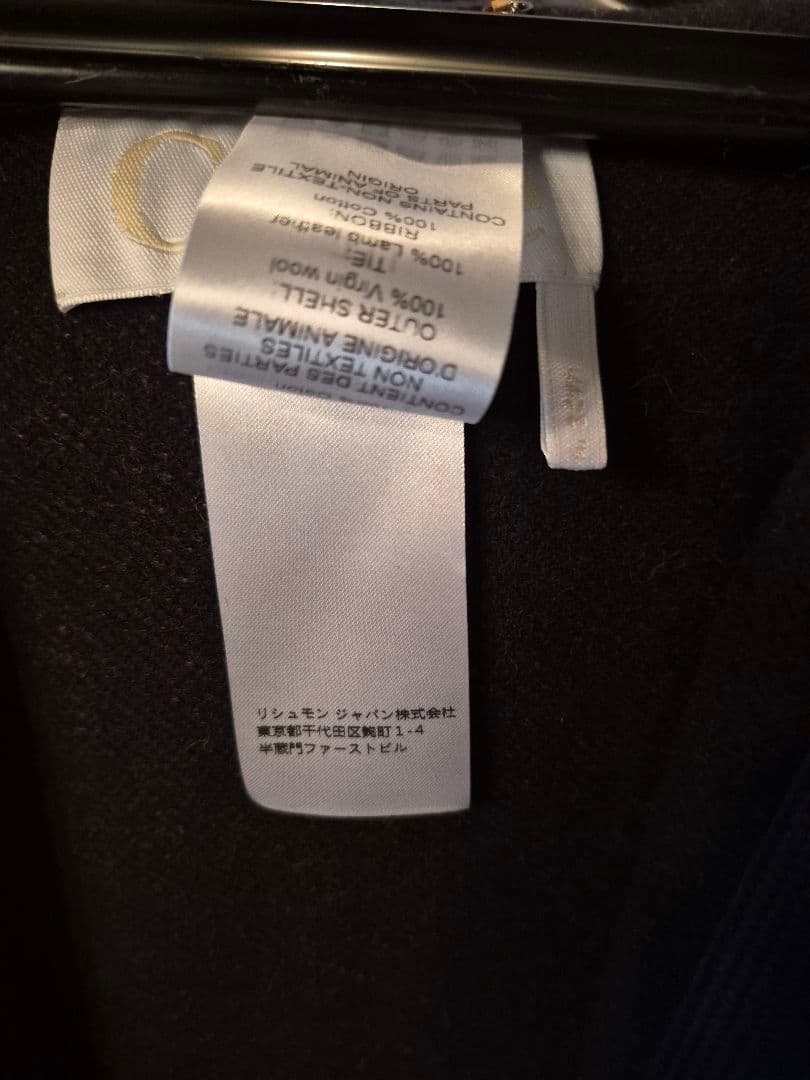 C
CONTIENT DES PARTIES
NON TEXTILES
D'ORIGINE ANIMALE
OUTER SHELL:
100% Virgin wool
TIE:
100% Lamb leather
RIBBON:
100% Cotton
CONTAINS NON-TEXTILE
PARTS OF ANIMAL
ORIGIN
リシュモン ジャパン株式会社
東京都千代田区麹町1-4
半蔵門ファーストビル